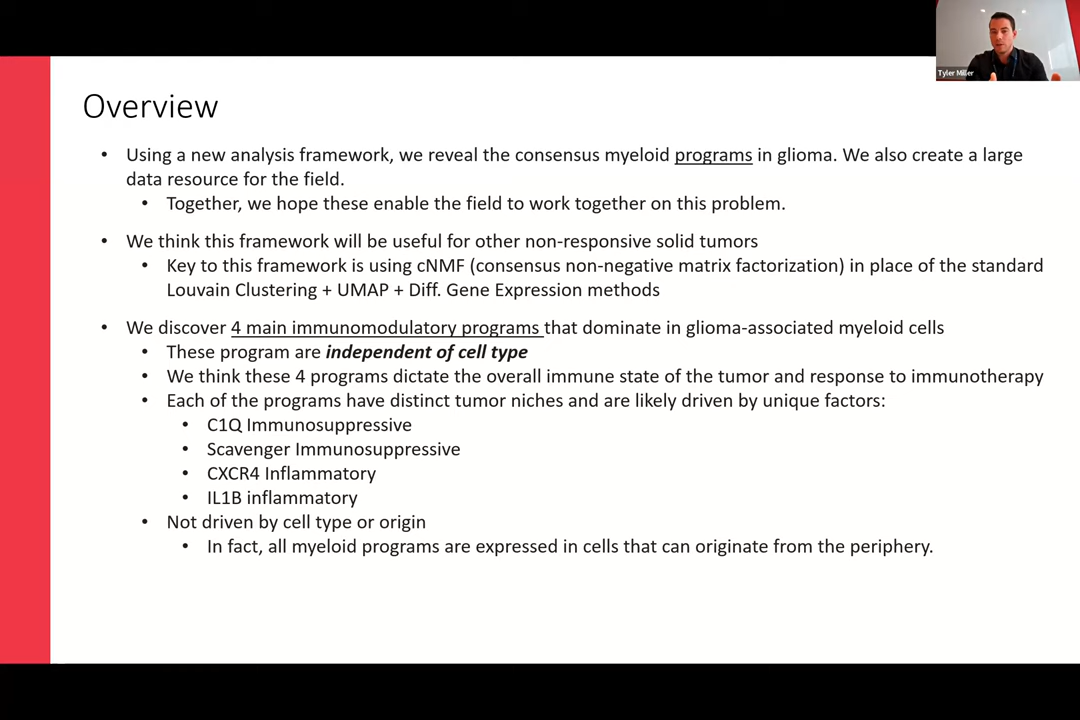 Tyler Miller
Overview
• Using a new analysis framework, we reveal the consensus myeloid programs in glioma. We also create a large
data resource for the field.
• Together, we hope these enable the field to work together on this problem.
• We think this framework will be useful for other non-responsive solid tumors
• Key to this framework is using cNMF (consensus non-negative matrix factorization) in place of the standard
Louvain Clustering + UMAP + Diff. Gene Expression methods
• We discover 4 main immunomodulatory programs that dominate in glioma-associated myeloid cells
• These program are independent of cell type
• We think these 4 programs dictate the overall immune state of the tumor and response to immunotherapy
• Each of the programs have distinct tumor niches and are likely driven by unique factors:
• C1Q Immunosuppressive
• Scavenger Immunosuppressive
• CXCR4 Inflammatory
• IL1B inflammatory
• Not driven by cell type or origin
• In fact, all myeloid programs are expressed in cells that can originate from the periphery.